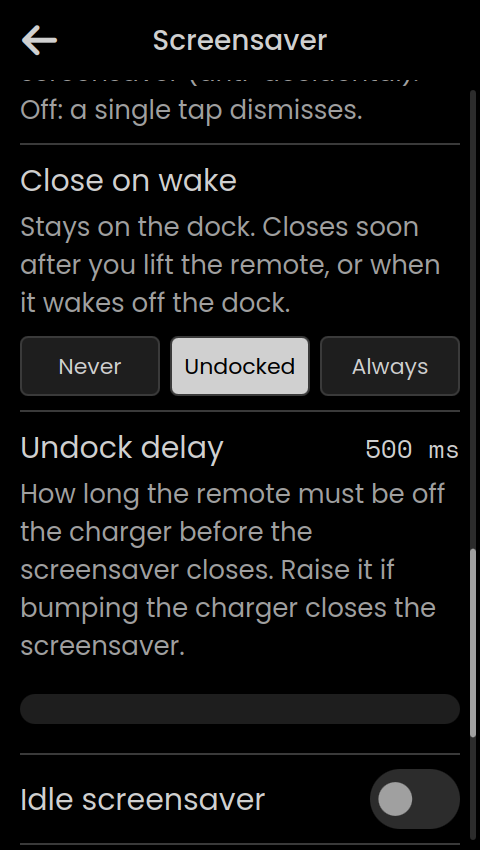 Screensaver
Off: a single tap dismisses.
Close on wake
Stays on the dock. Closes soon
after you lift the remote, or when
it wakes off the dock.
Never
Undocked
Always
Undock delay
500 ms
How long the remote must be off
the charger before the
screensaver closes. Raise it if
bumping the charger closes the
screensaver.
Idle screensaver